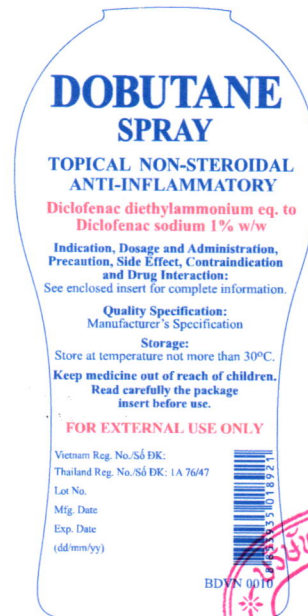 DOBUTANE
SPRAY
TOPICAL NON-STEROIDAL
ANTI-INFLAMMATORY
Diclofenac diethylammonium eq. to
Diclofenac sodium 1% w/w
Indication, Dosage and Administration,
Precaution, Side Effect, Contraindication
and Drug Interaction:
See enclosed insert for complete information.
Quality Specification:
Manufacturer's Specification
Storage:
Store at temperature not more than 30°C.
Keep medicine out of reach of children.
Read carefully the package
insert before use.
FOR EXTERNAL USE ONLY
Vietnam Reg. No./Số ĐK:
Thailand Reg. No./Số ĐK: 1A 76/47
Lot No.
Mfg. Date
Exp. Date
(dd/mm/yy)
BDVN 0010